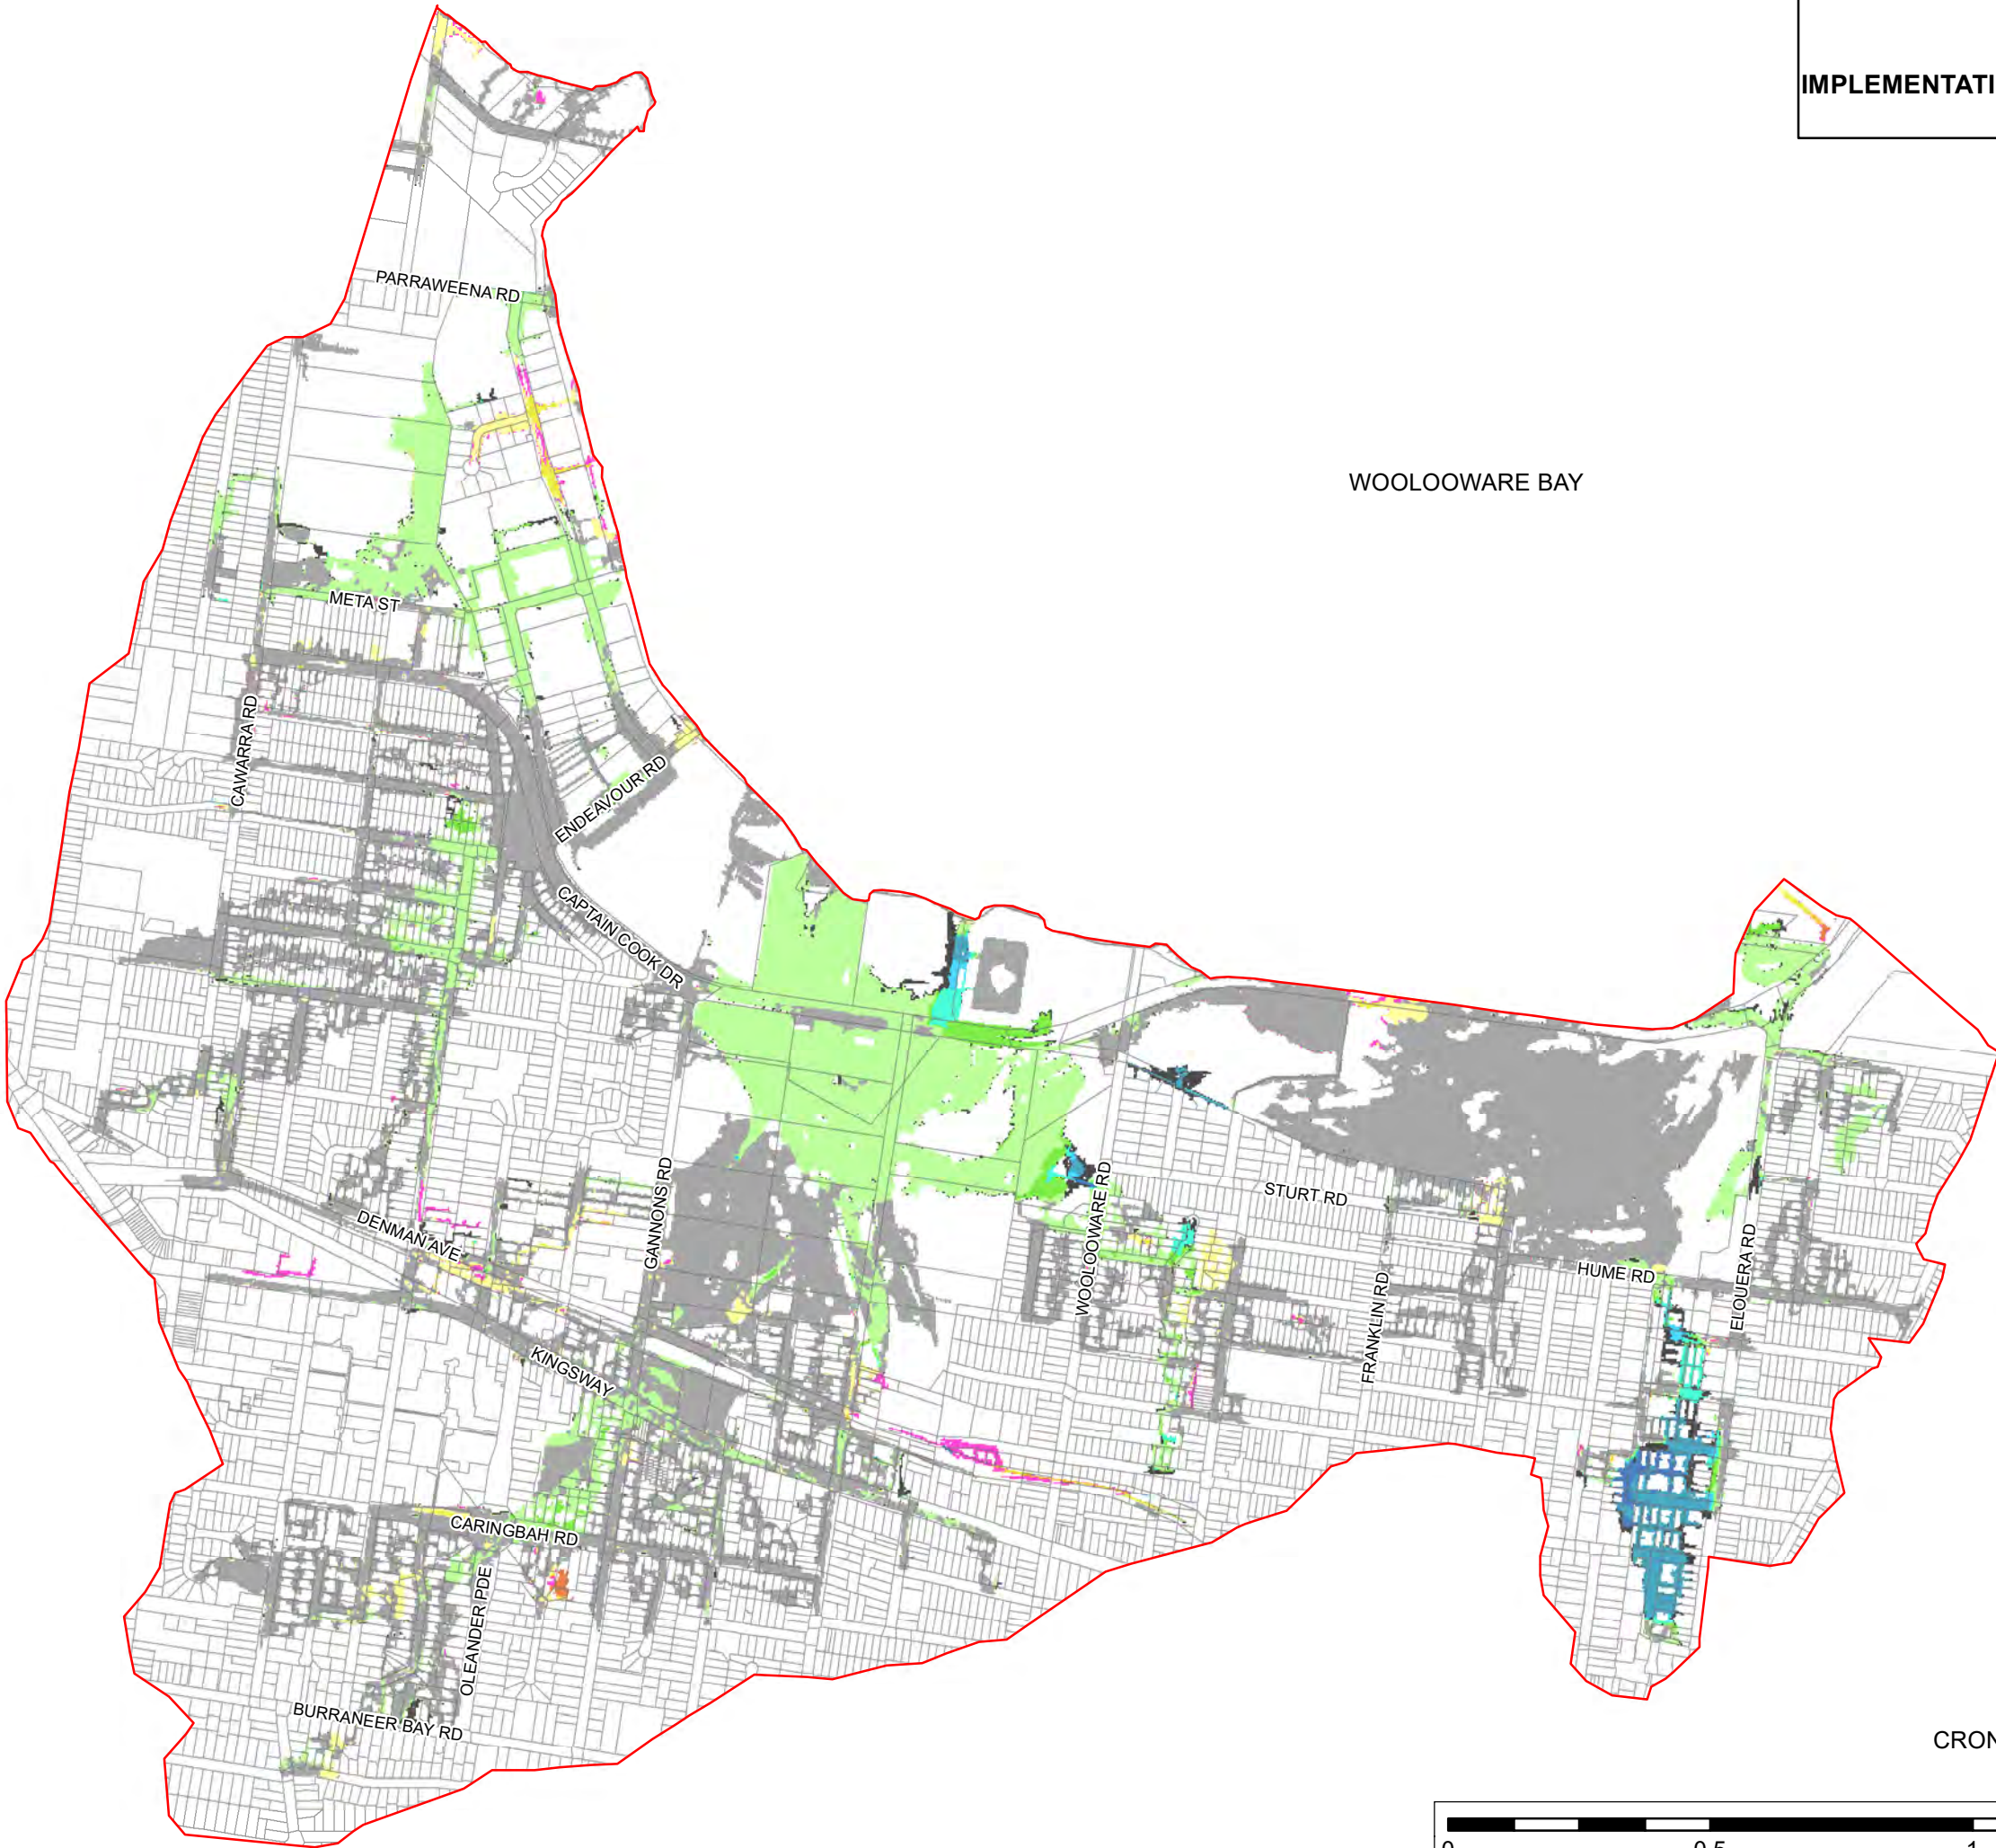 IMPLEMENTATI
PARRAWEENA RD
WOOLOOWARE BAY
META ST
CAWARRA RD
ENDEAVOUR RD
CAPTAIN COOK DR
GANNONS RD
WOOLOOWARE RD
STURT RD
DENMAN AVE
FRANKLIN RD
HUME RD
ELOUERA RD
KINGSWAY
CARINGBAH RD
OLEANDER PDE
BURRANEER BAY RD
CRON
0 0.5 1